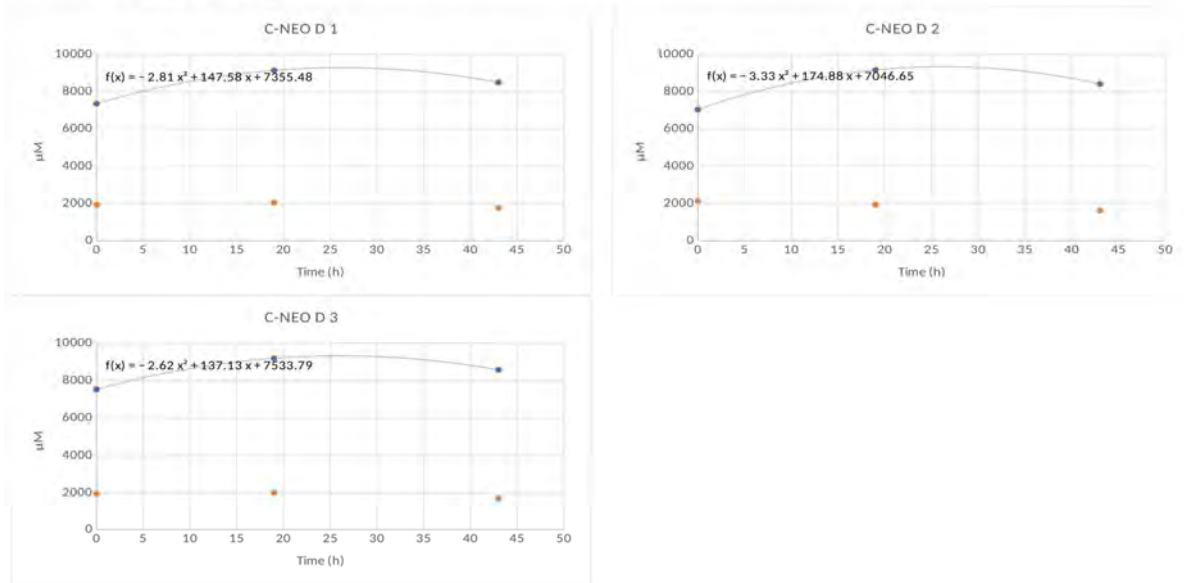 C-NEO D 1
10000
f(x) = − 2.81 x² + 147.58 x + 7355.48
8000
6000
μM
4000
2000
0
0 5 10 15 20 25 30 35 40 45 50
Time (h)
C-NEO D 2
10000
f(x) = − 3.33 x² + 174.88 x + 7046.65
8000
6000
μM
4000
2000
0
0 5 10 15 20 25 30 35 40 45 50
Time (h)
C-NEO D 3
10000
f(x) = − 2.62 x² + 137.13 x + 7533.79
8000
6000
μM
4000
2000
0
0 5 10 15 20 25 30 35 40 45 50
Time (h)